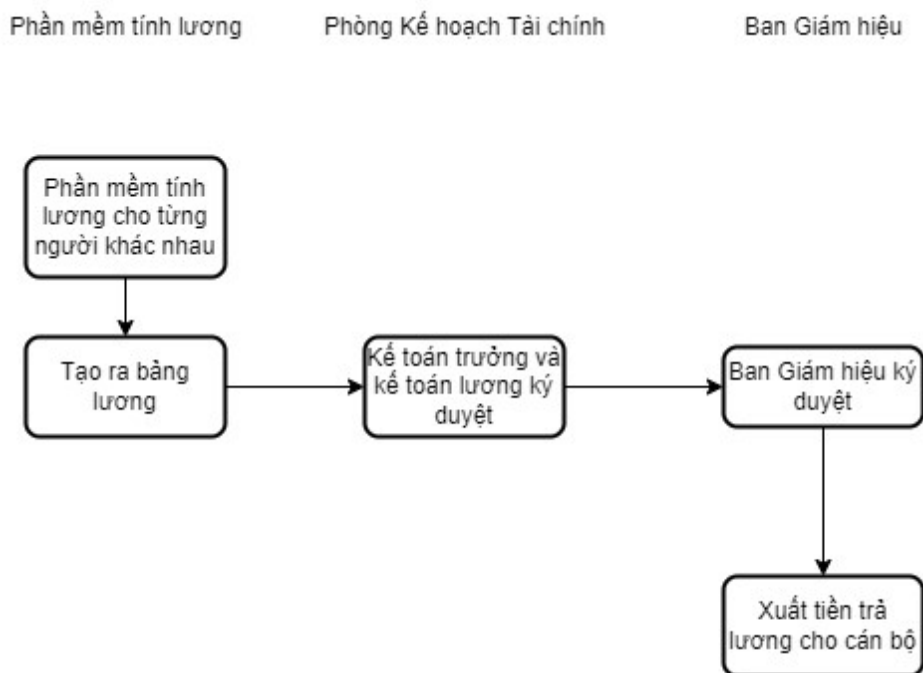 Phần mềm tính lương
Phòng Kế hoạch Tài chính
Ban Giám hiệu
Phần mềm tính
lương cho từng
người khác nhau
Tạo ra bảng
lương
Kế toán trưởng và
kế toán lương ký
duyệt
Ban Giám hiệu ký
duyệt
Xuất tiền trả
lương cho cán bộ